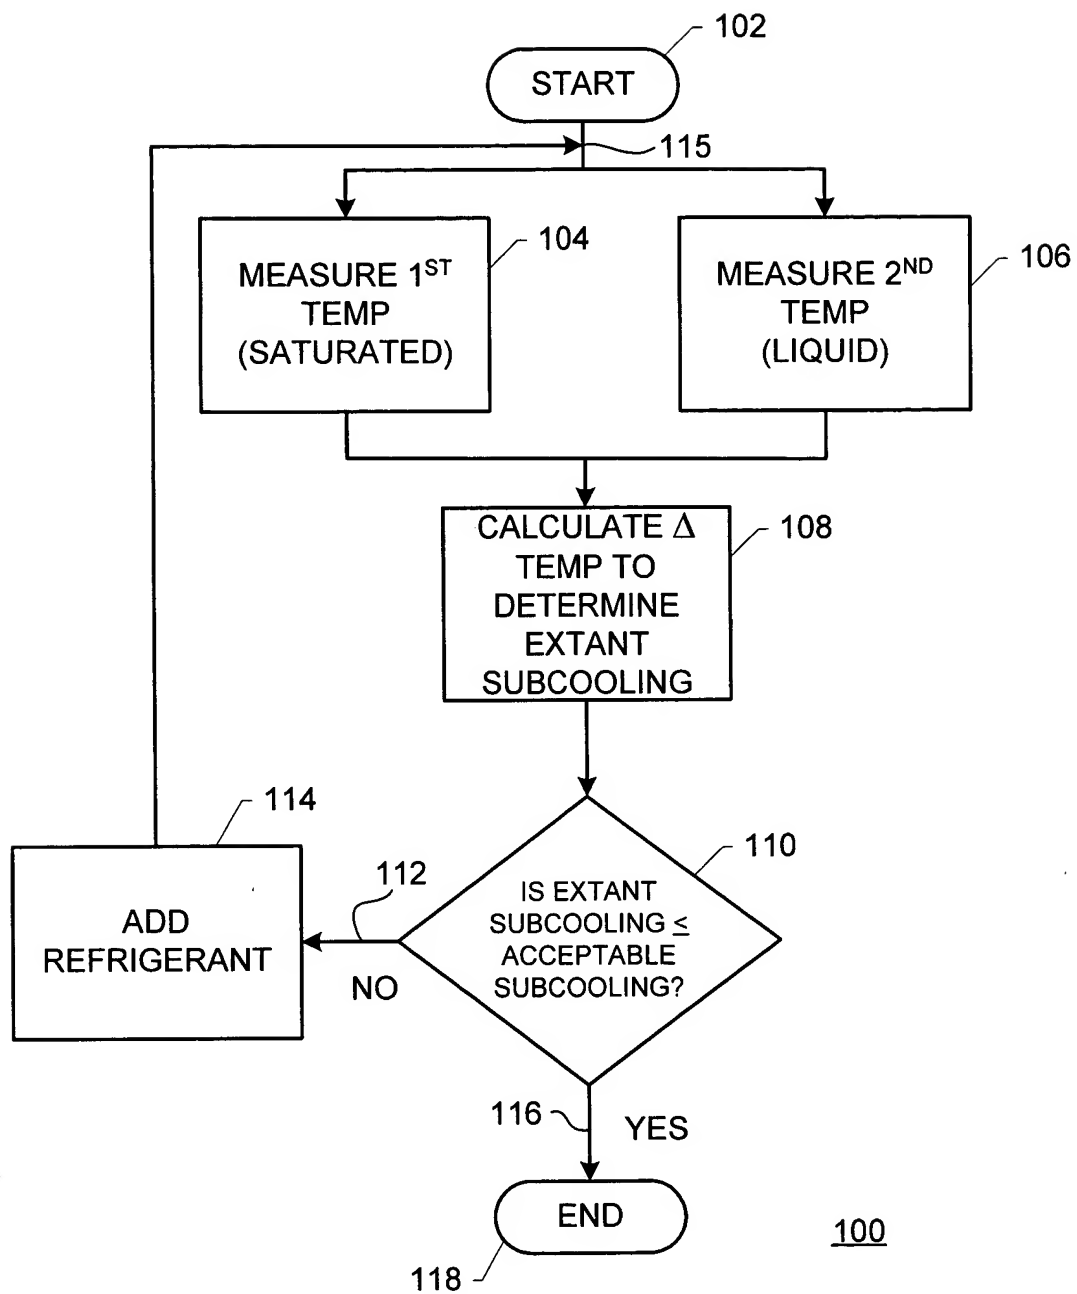 102
START
115
104
MEASURE 1ST
TEMP
(SATURATED)
106
MEASURE 2ND
TEMP
(LIQUID)
108
CALCULATE Δ
TEMP TO
DETERMINE
EXTANT
SUBCOOLING
114
ADD
REFRIGERANT
112
NO
110
IS EXTANT
SUBCOOLING ≤
ACCEPTABLE
SUBCOOLING?
116
YES
END
118
100